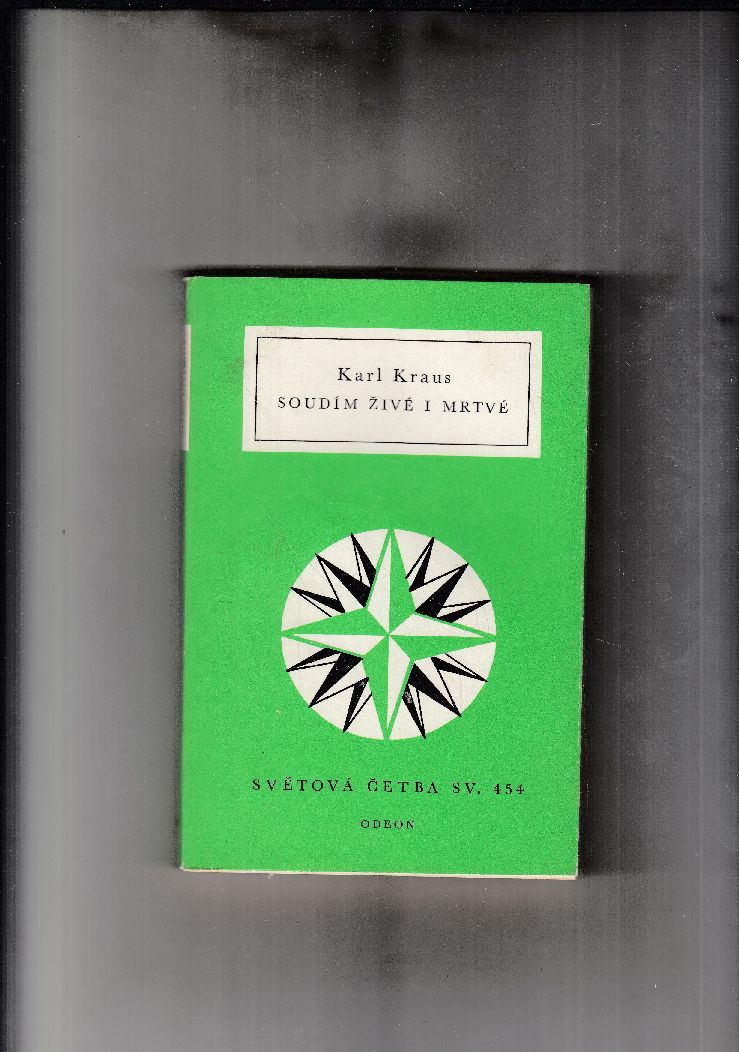 Karl Kraus
SOUDÍM ŽIVÉ I MRTVÉ
SVĚTOVÁ ČETBA SV. 454
ODEON